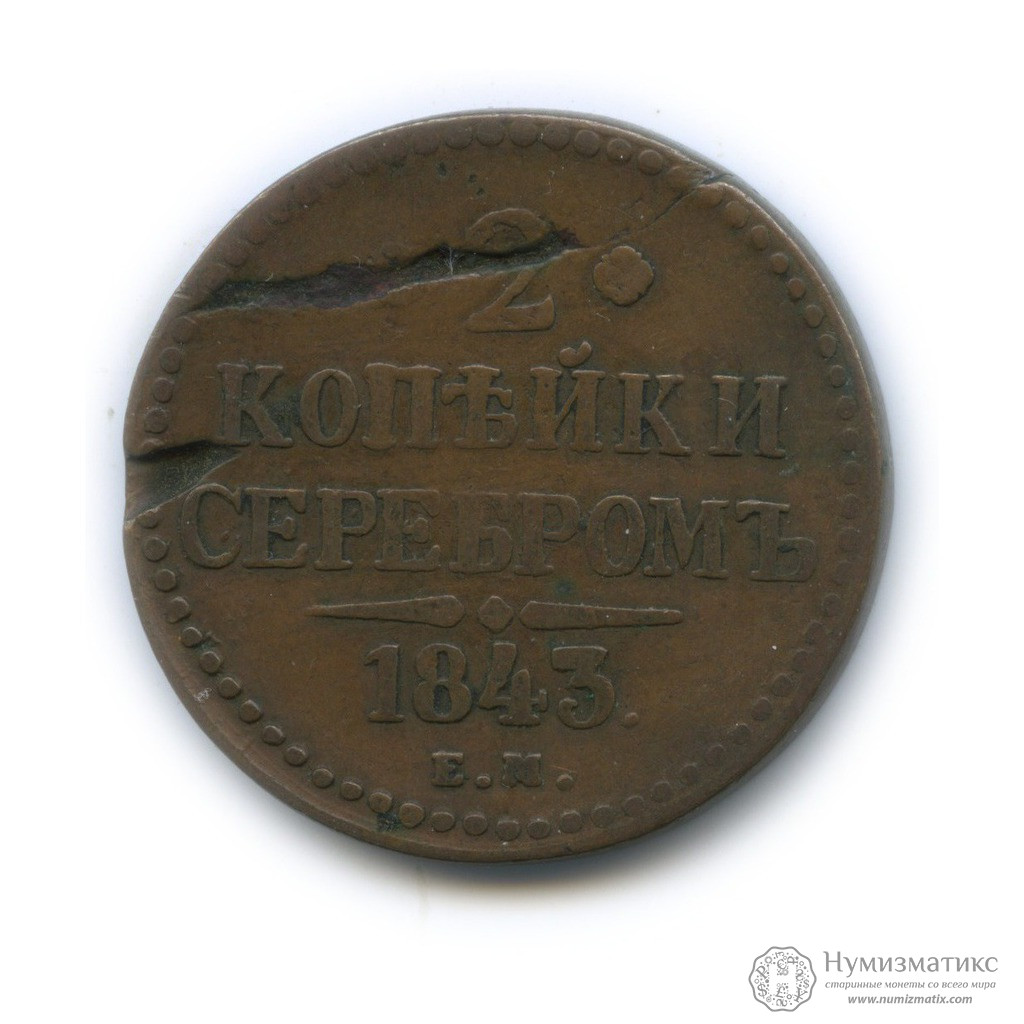 2
КОПѢЙКИ
СЕРЕБРОМЪ
1843.
Е.М.
Нумизматикс
старинные монеты со всего мира
www.numizmatix.com